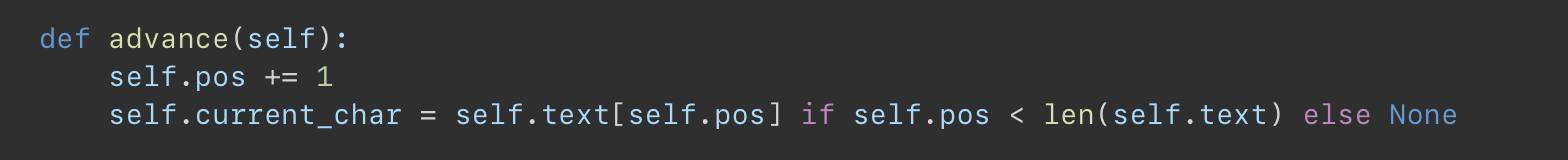 def advance(self):
    self.pos += 1
    self.current_char = self.text[self.pos] if self.pos < len(self.text) else None